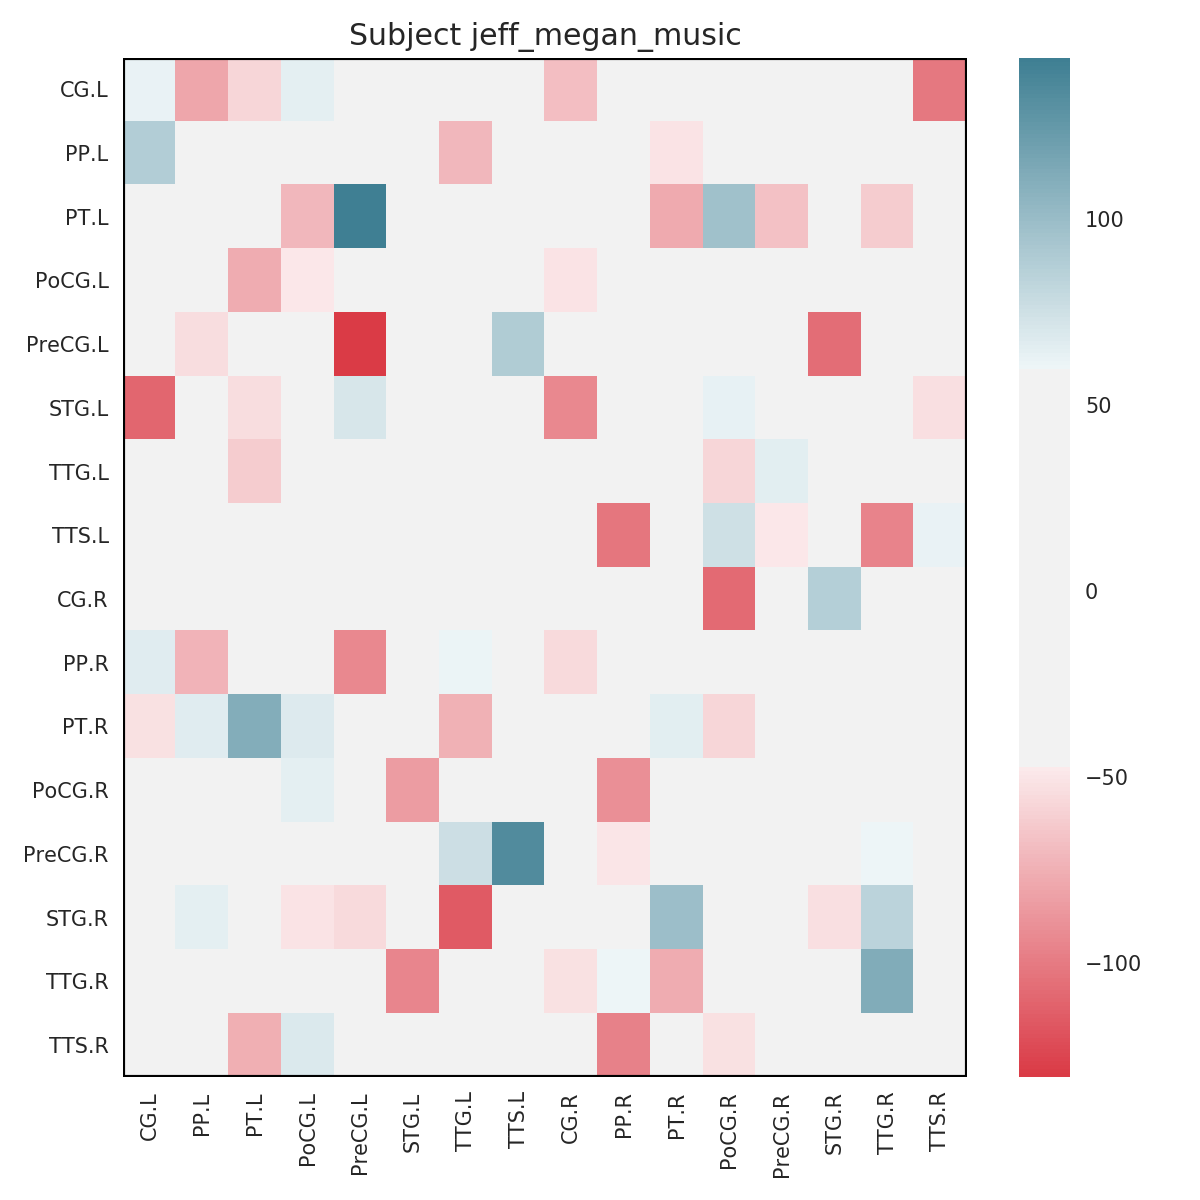 Subject jeff_megan_music
CG.L
PP.L
PT.L
PoCG.L
PreCG.L
STG.L
TTG.L
TTS.L
CG.R
PP.R
PT.R
PoCG.R
PreCG.R
STG.R
TTG.R
TTS.R
CG.L
PP.L
PT.L
PoCG.L
PreCG.L
STG.L
TTG.L
TTS.L
CG.R
PP.R
PT.R
PoCG.R
PreCG.R
STG.R
TTG.R
TTS.R
100
50
0
−50
−100